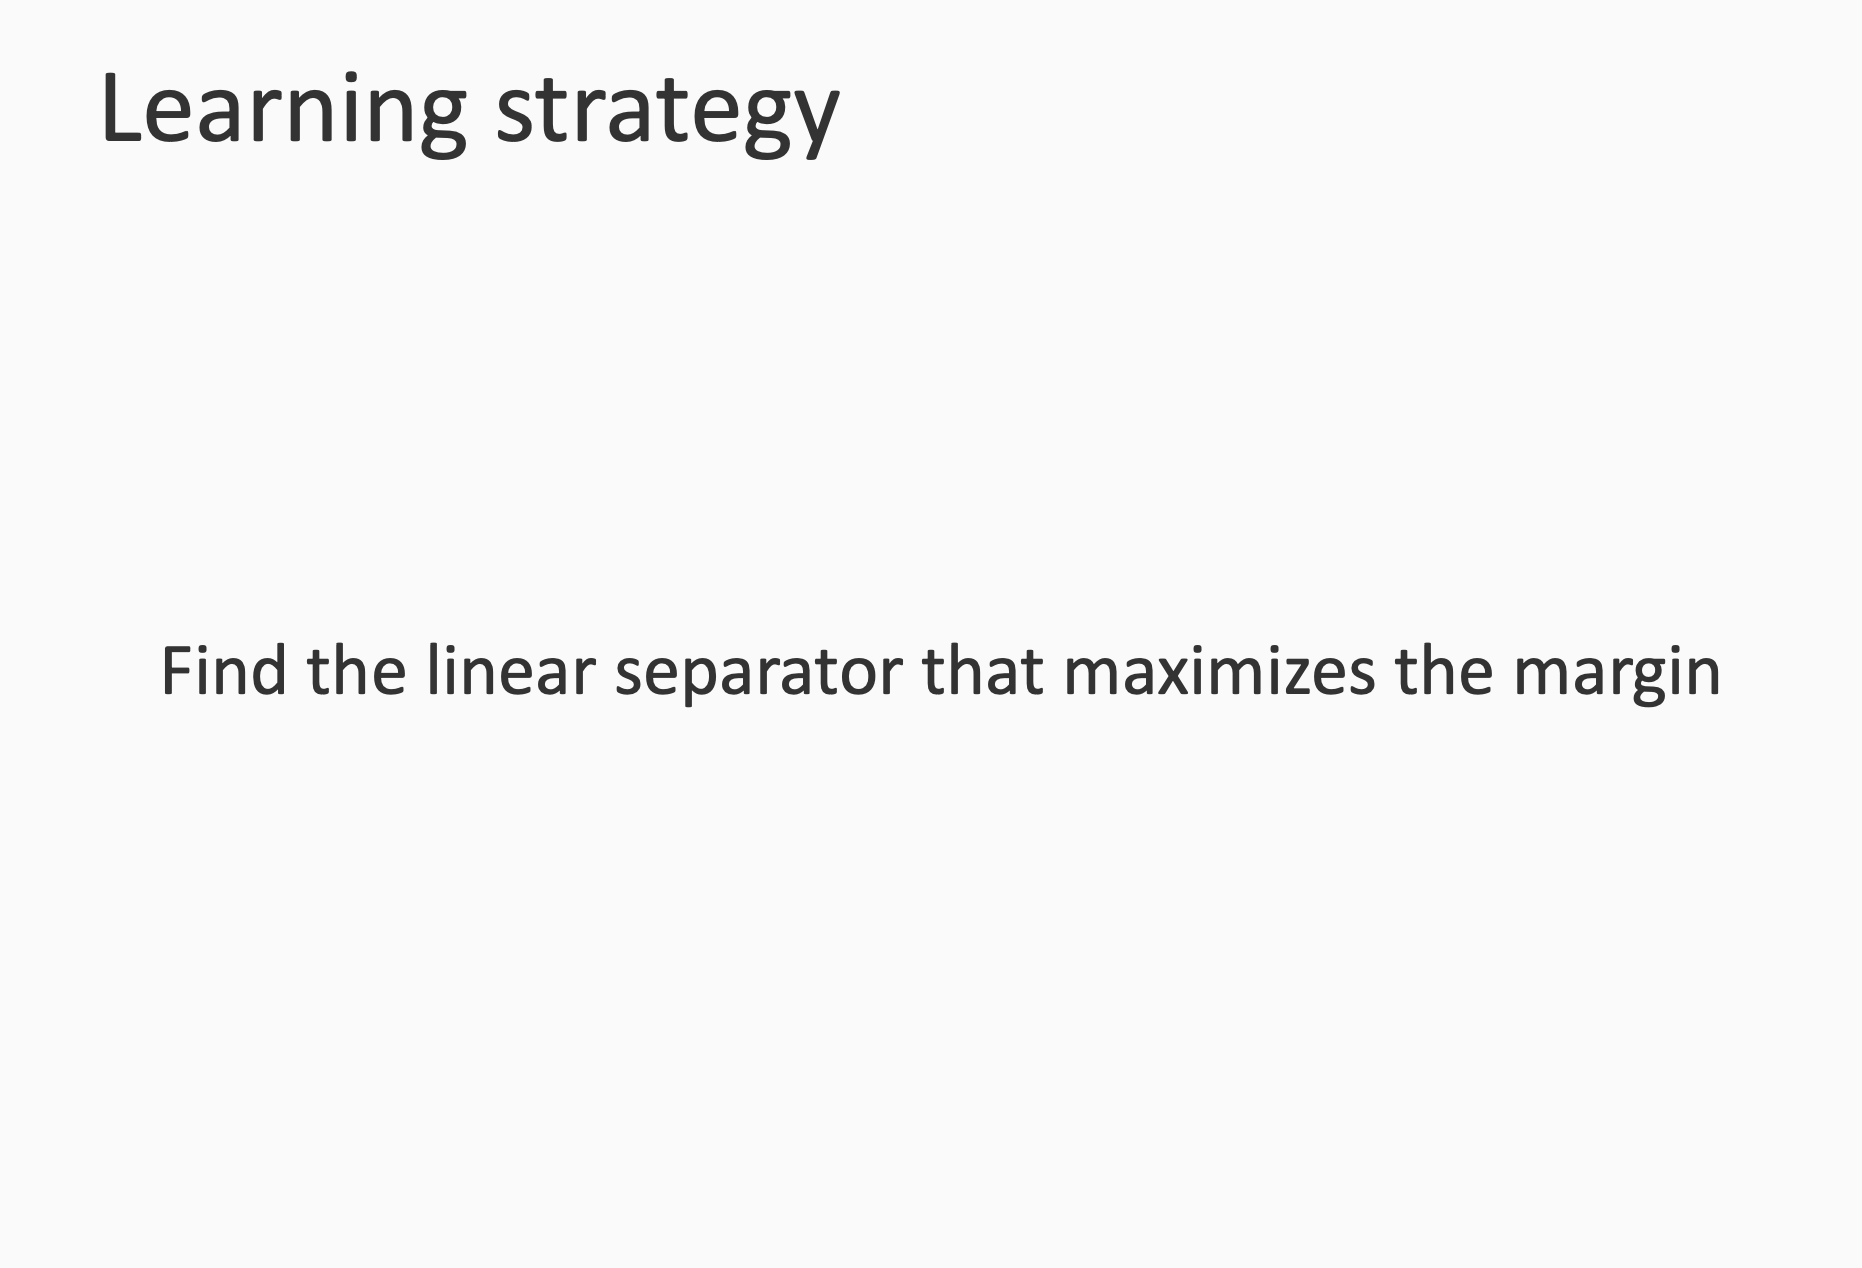 Learning strategy
Find the linear separator that maximizes the margin